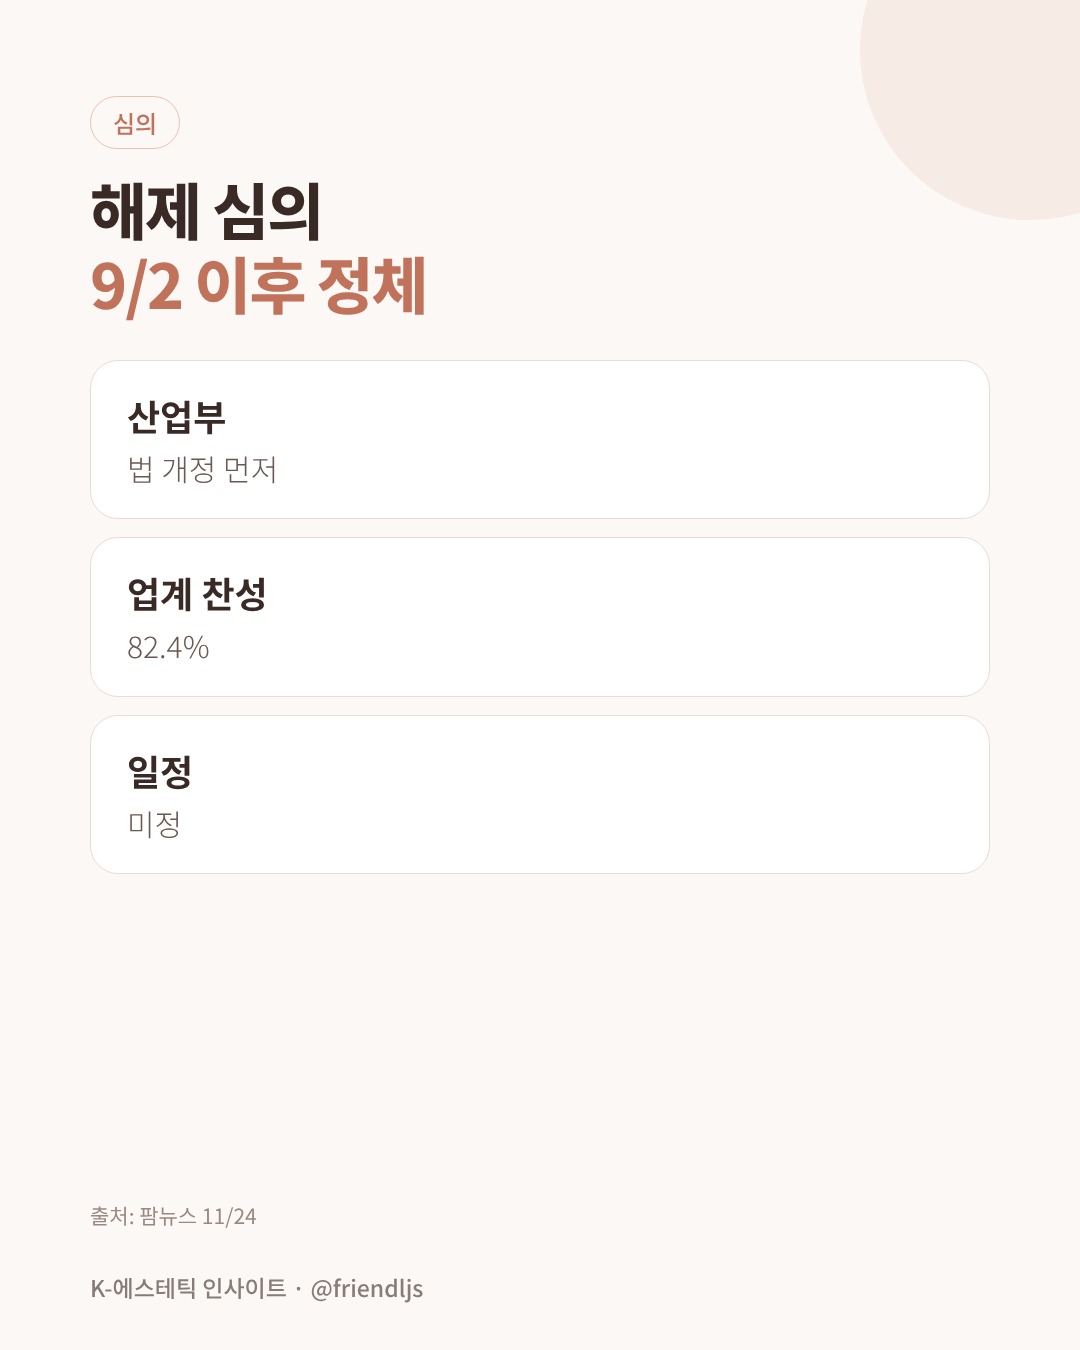 심의
해제 심의
9/2 이후 정체
산업부
법 개정 먼저
업계 찬성
82.4%
일정
미정
출처: 팜뉴스 11/24
K-에스테틱 인사이트 · @friendljs